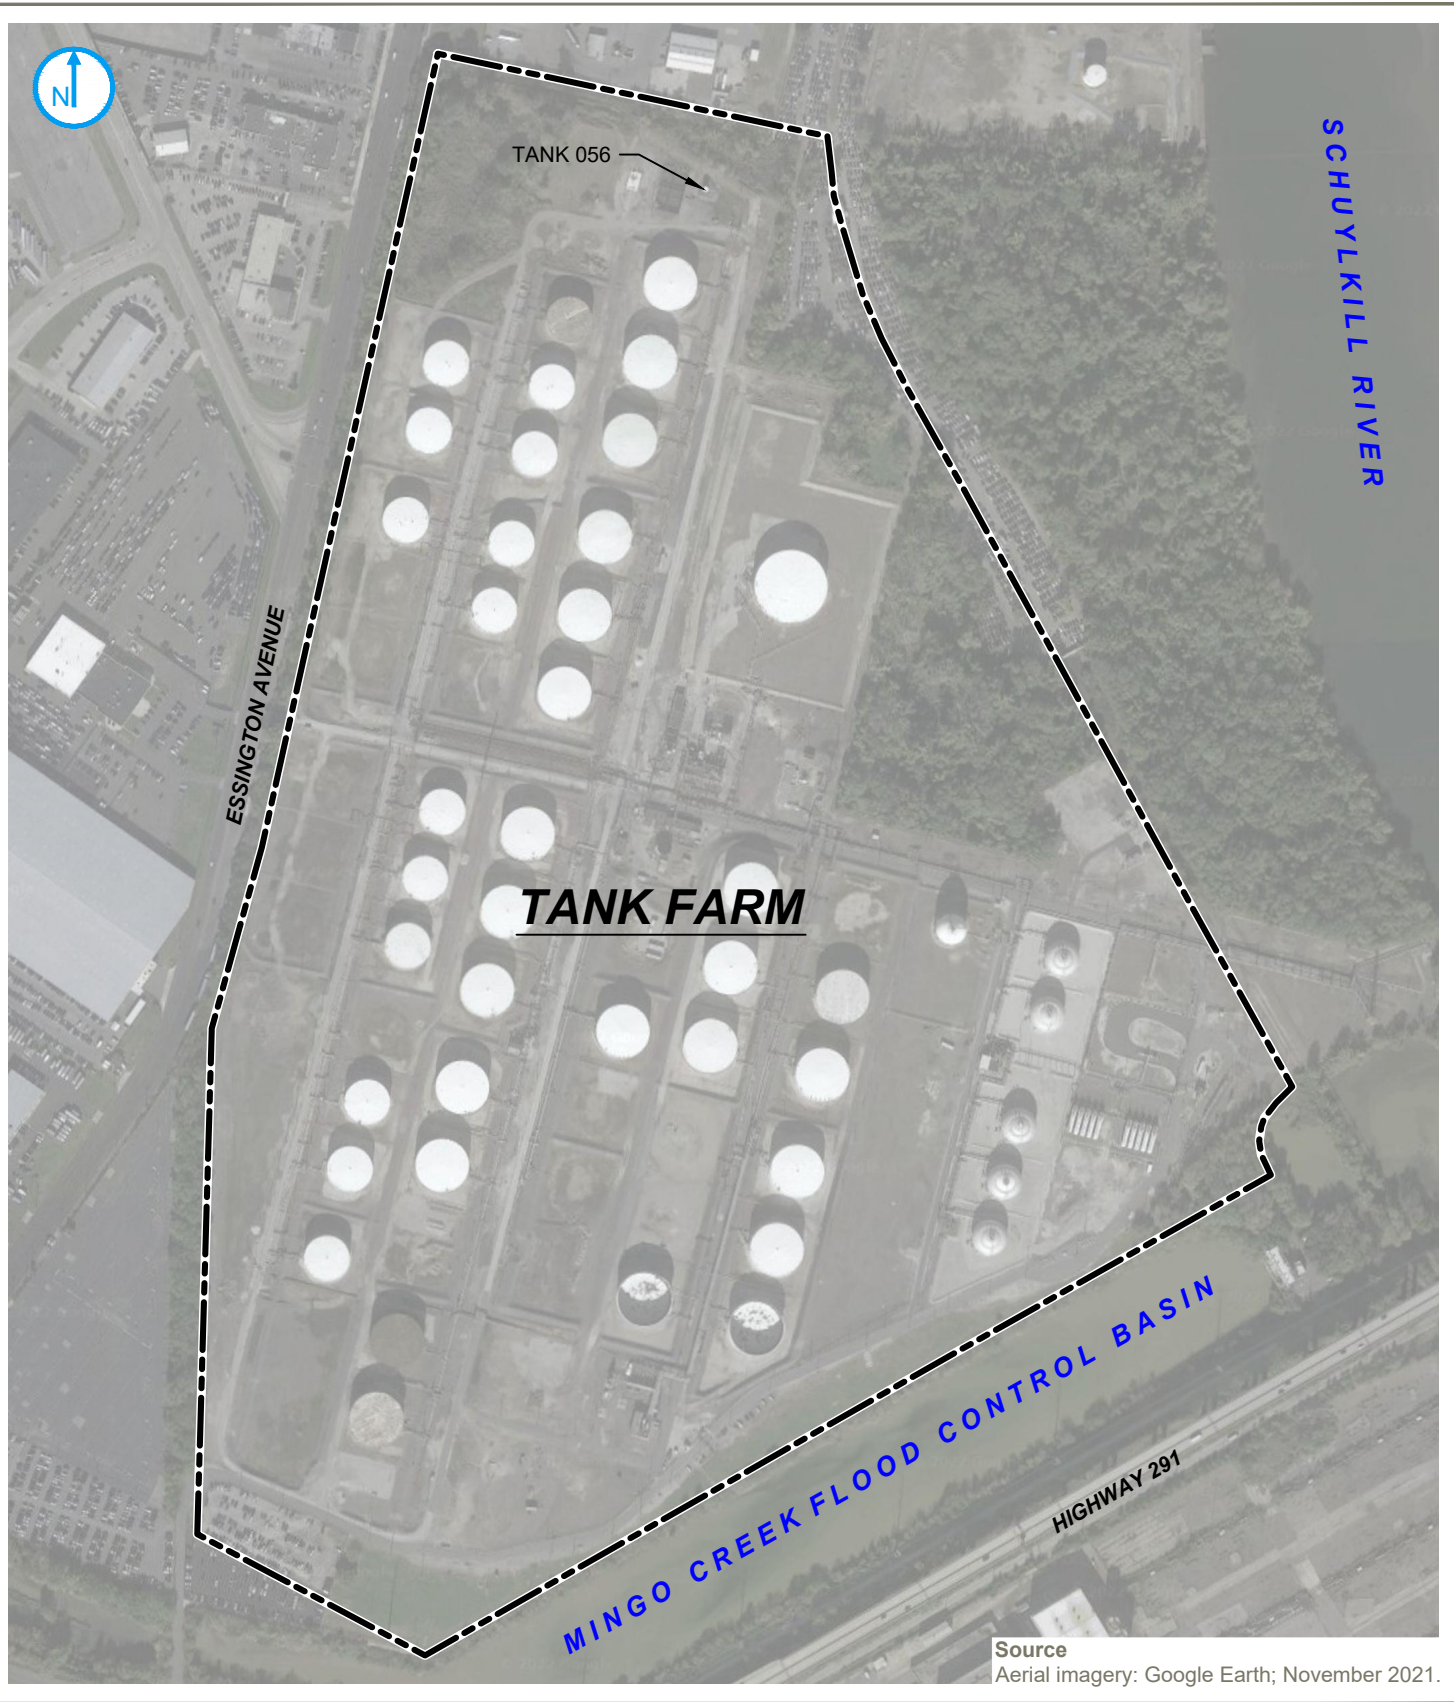 N
TANK 056
SCHUYLKILL RIVER
ESSINGTON AVENUE
TANK FARM
MINGO CREEK FLOOD CONTROL BASIN
HIGHWAY 291
Source
Aerial imagery: Google Earth; November 2021.